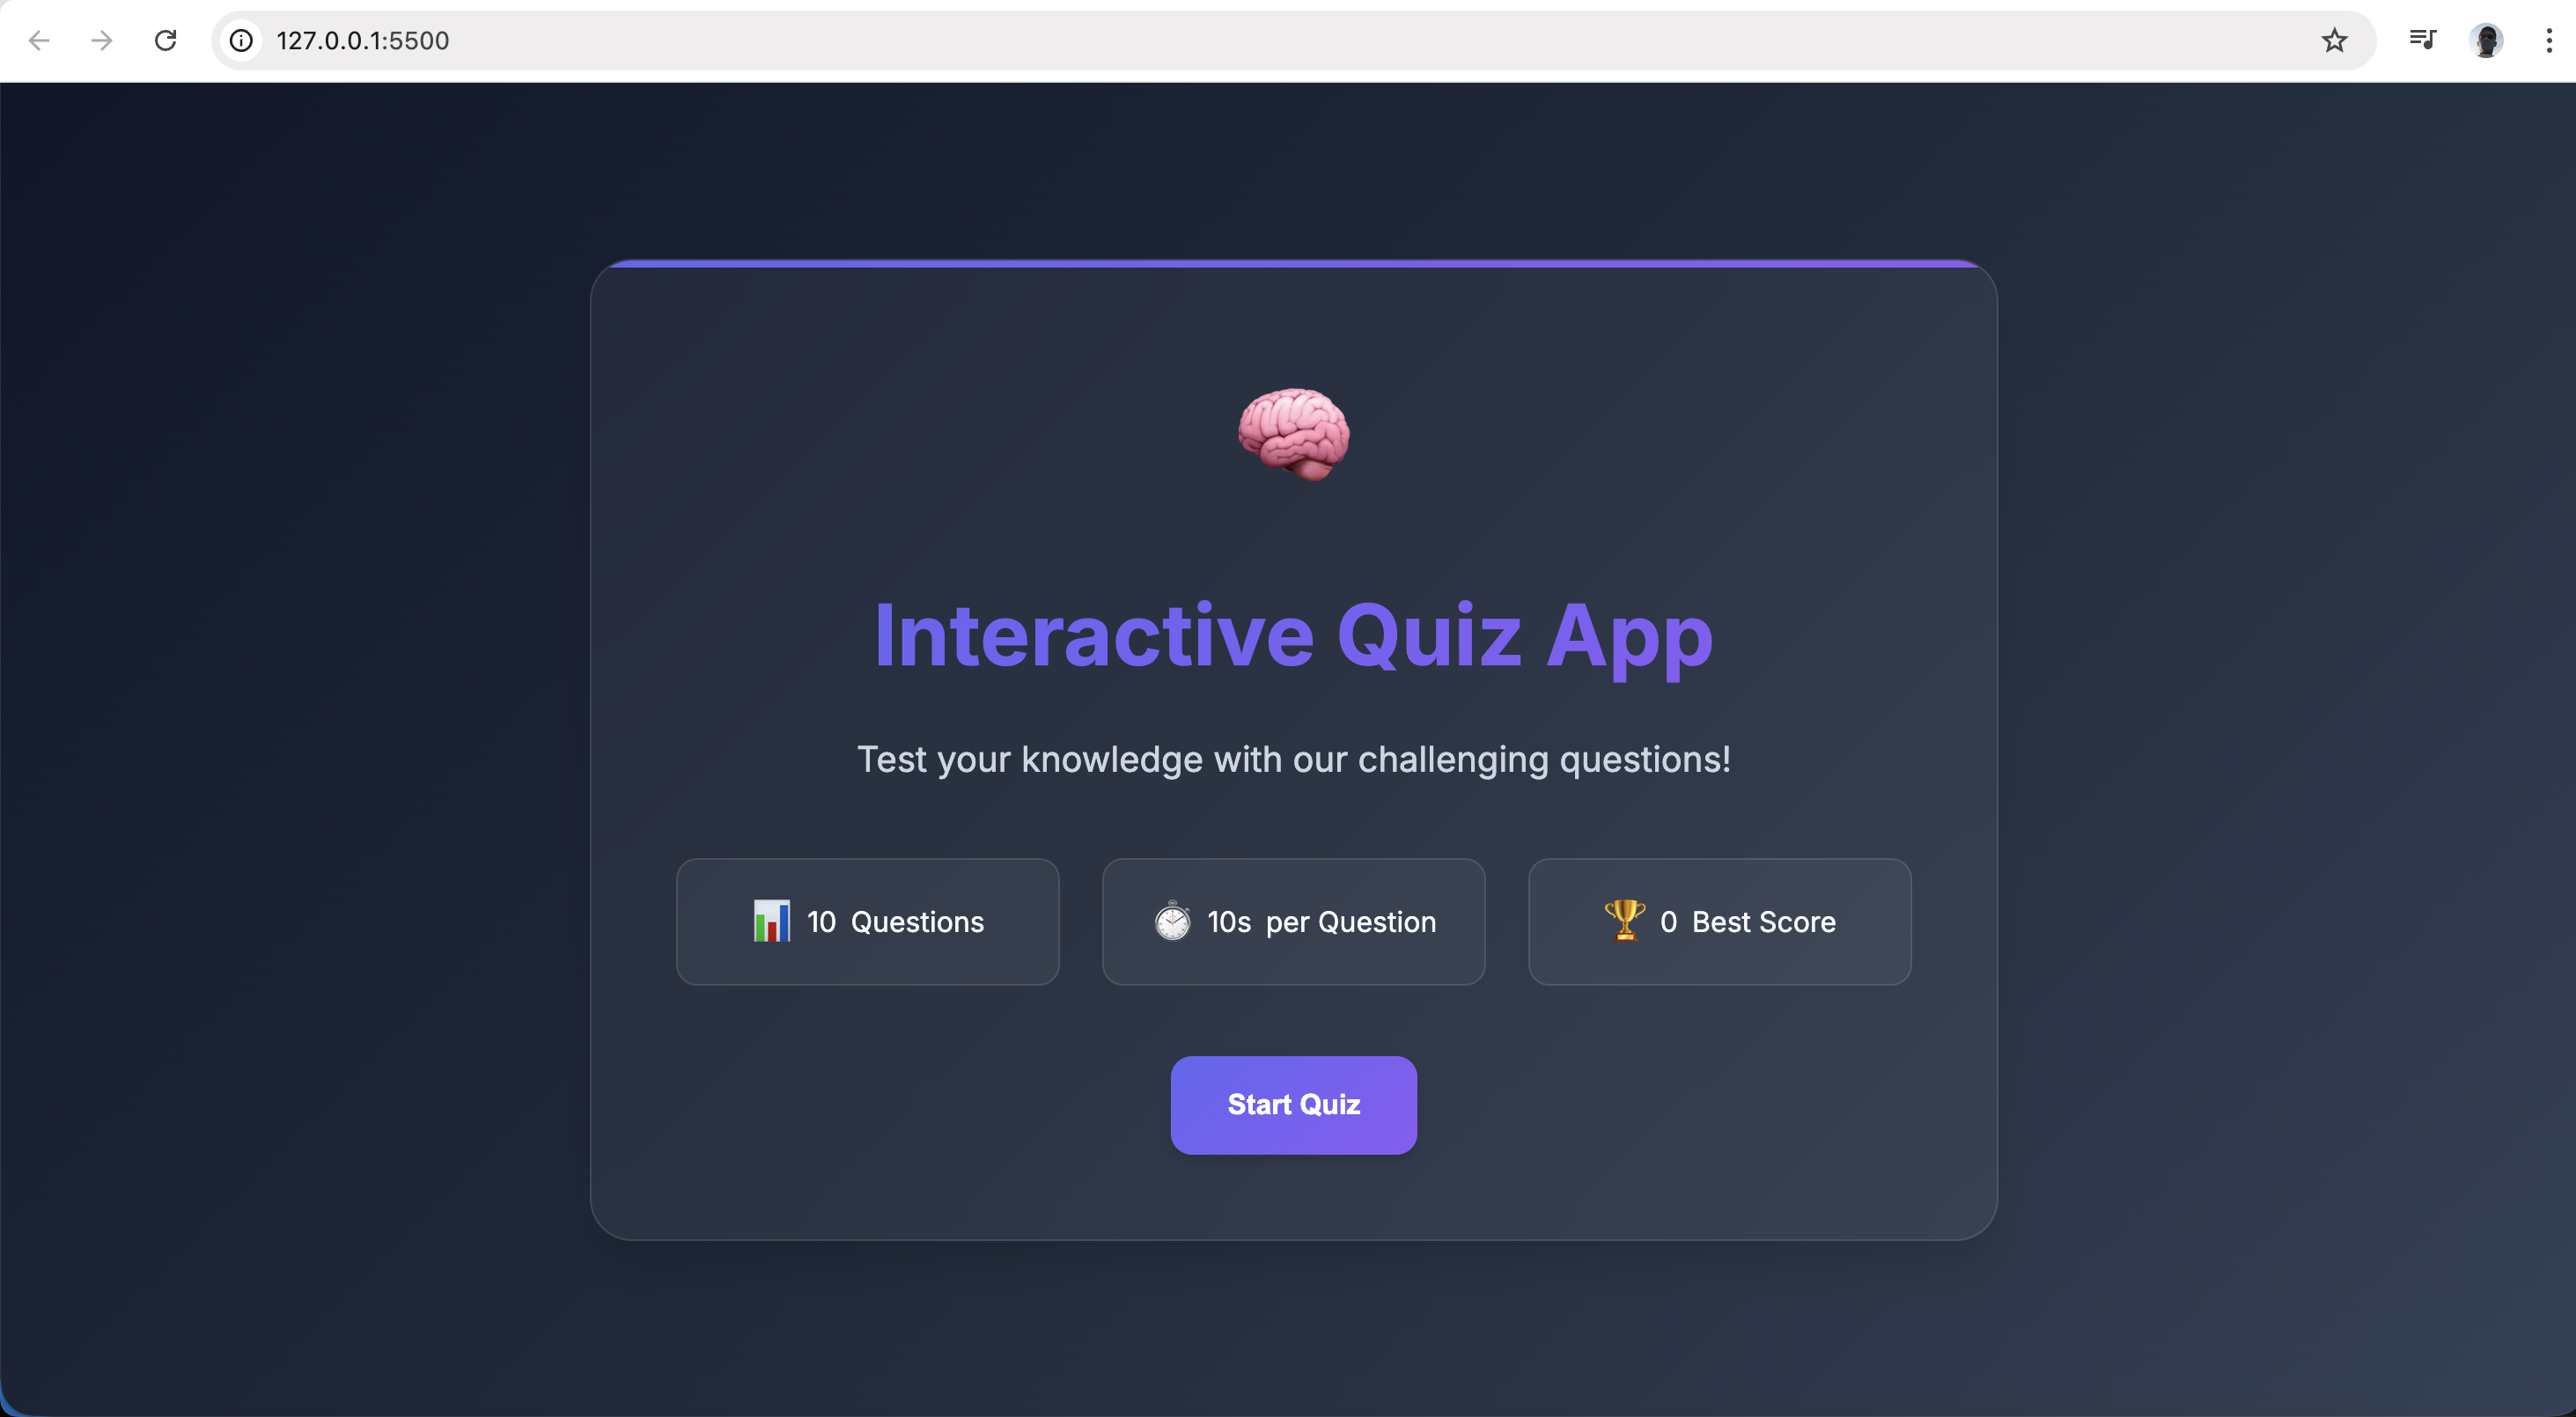 127.0.0.1:5500
Interactive Quiz App
Test your knowledge with our challenging questions!
10 Questions
10s per Question
0 Best Score
Start Quiz